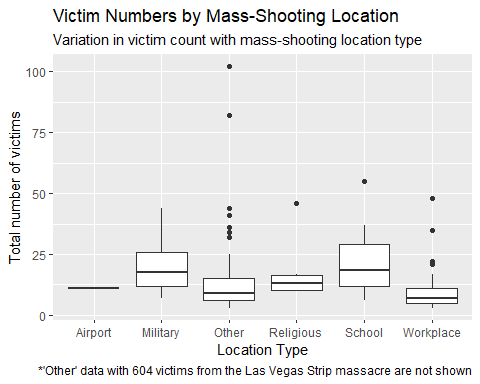 Victim Numbers by Mass-Shooting Location
Variation in victim count with mass-shooting location type
Total number of victims
100
75
50
25
0
Airport Military Other Religious School Workplace
Location Type
*'Other' data with 604 victims from the Las Vegas Strip massacre are not shown